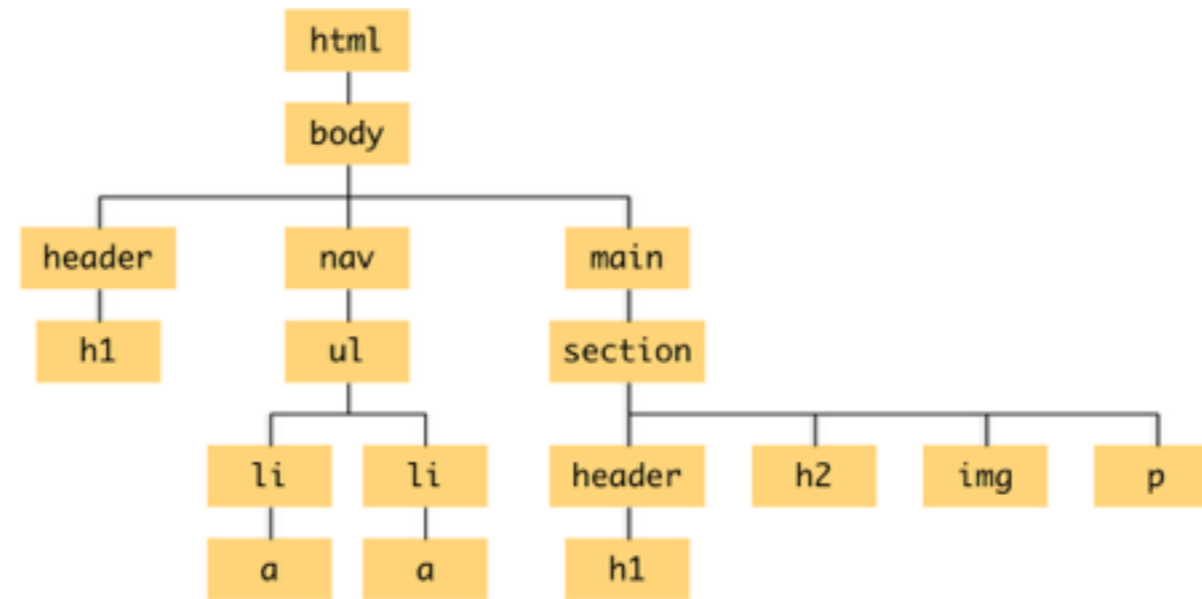 html
body
header nav main
h1 ul section
li li header h2 img p
a a h1